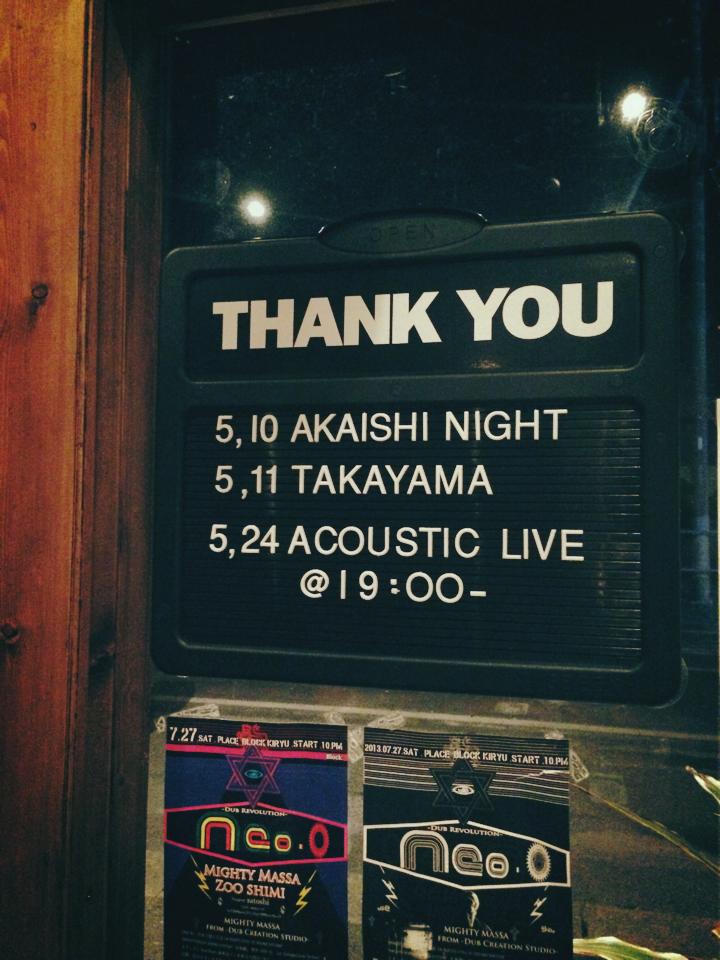 OPEN
THANK YOU
5,10 AKAISHI NIGHT
5,11 TAKAYAMA
5,24 ACOUSTIC LIVE
@19:00-
7.27.SAT PLACE BLOCK KIRYU START 10.PM
Block
-DUB REVOLUTION-
neo.
MIGHTY MASSA
ZOO SHIMI
satoshi
MIGHTY MASSA
FROM -DUB CREATION STUDIO-
2013.07.27.SAT PLACE BLOCK KIRYU START 10.PM
-DUB REVOLUTION-
neo.
MIGHTY MASSA
FROM -DUB CREATION STUDIO-